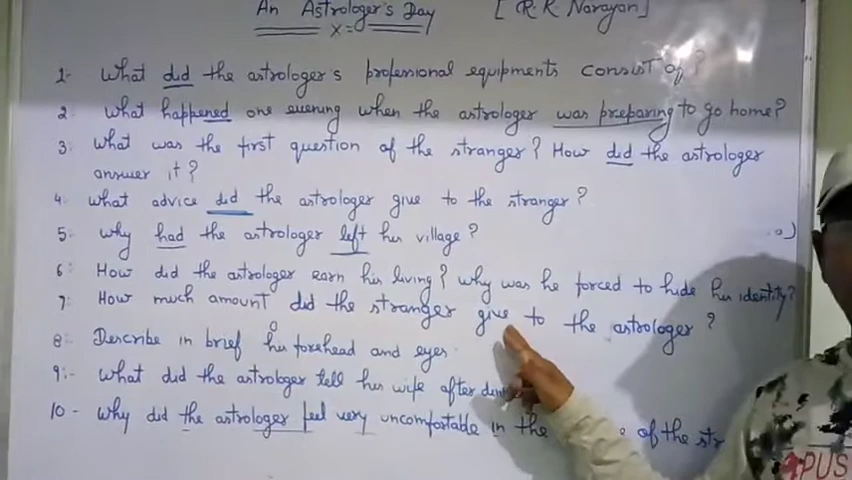 An Astrologer's Day [R.K Narayan]
1- What did the astrologer's professional equipments consist of?
2. What happened one evening when the astrologer was preparing to go home?
3: What was the first question of the stranger? How did the astrologer
answer it?
4. What advice did the astrologer give to the stranger?
5: Why had the astrologer left his village?
6: How did the astrologer earn his living? Why was he forced to hide his identity?
7: How much amount did the stranger give to the astrologer?
8: Describe in brief his forehead and eyes.
9:- What did the astrologer tell his wife after
10- Why did the astrologer feel very uncomfortable in the of the
PUS